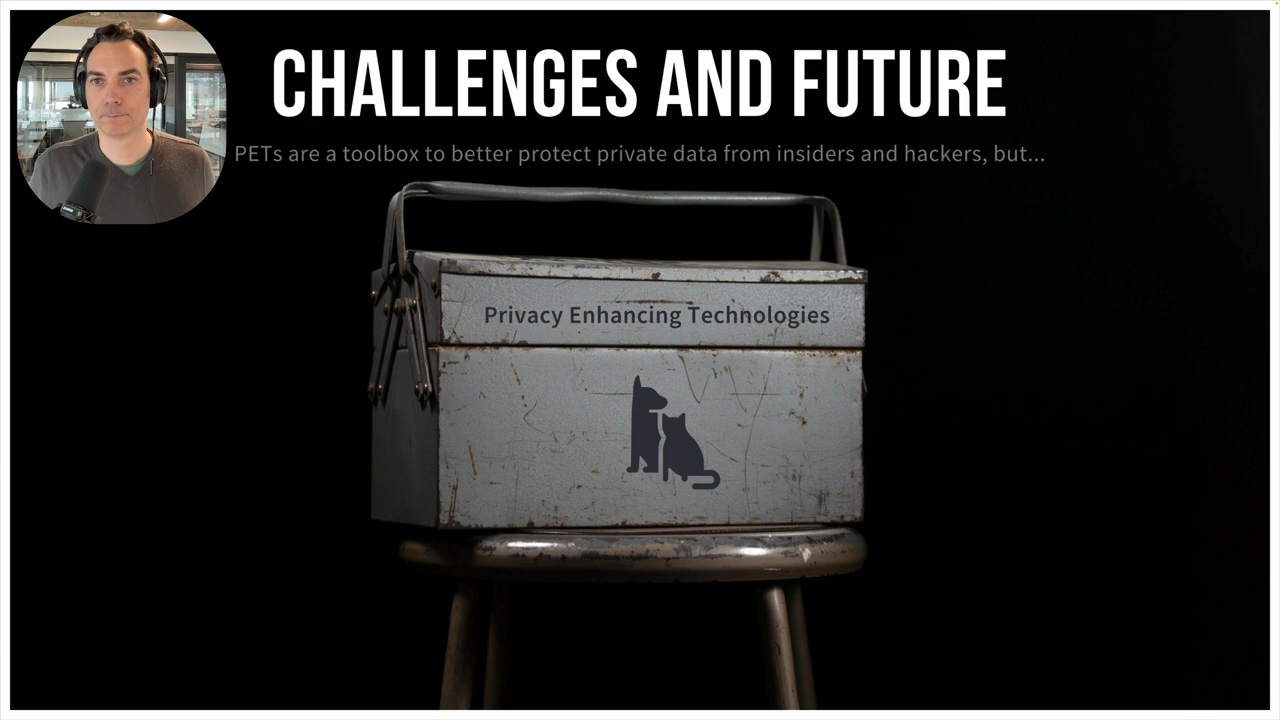 CHALLENGES AND FUTURE
PETs are a toolbox to better protect private data from insiders and hackers, but...
Privacy Enhancing Technologies